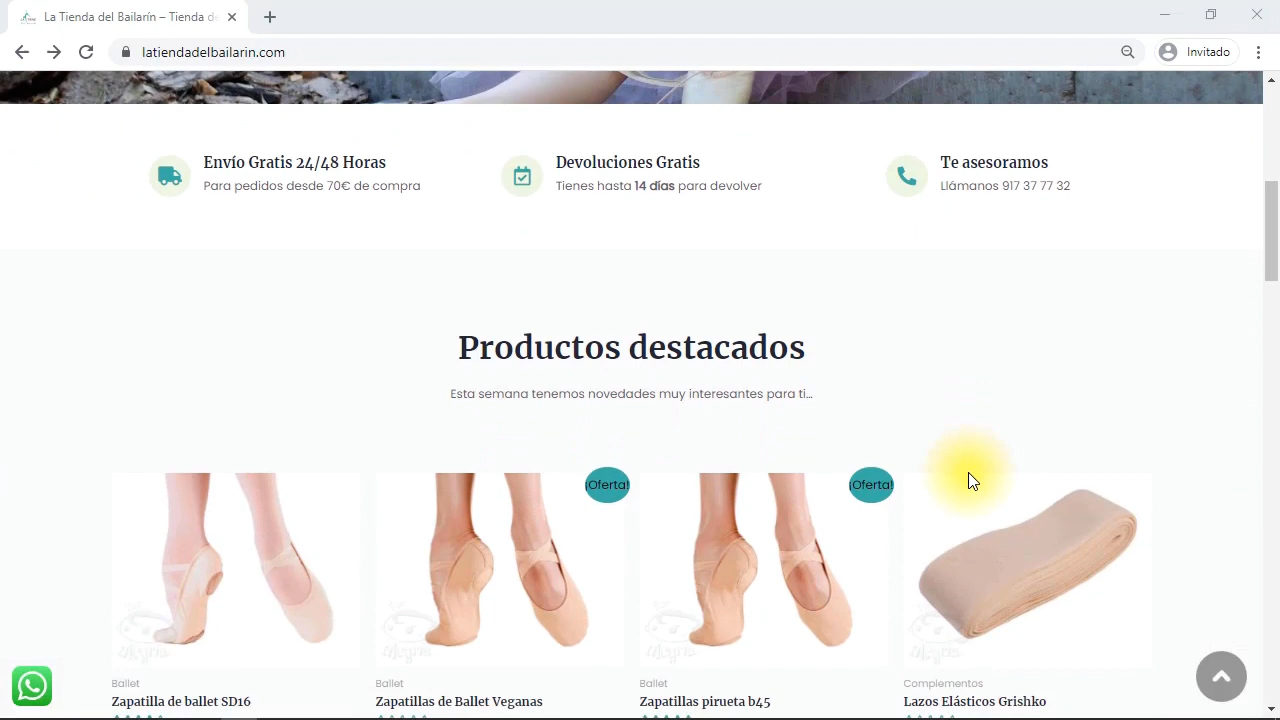 La Tienda del Bailarín – Tienda de
latiendadelbailarin.com
Invitado
Envío Gratis 24/48 Horas
Para pedidos desde 70€ de compra
Devoluciones Gratis
Tienes hasta 14 días para devolver
Te asesoramos
Llámanos 917 37 77 32
Productos destacados
Esta semana tenemos novedades muy interesantes para ti...
¡Oferta!
¡Oferta!
Ballet
Zapatilla de ballet SD16
Ballet
Zapatillas de Ballet Veganas
Ballet
Zapatillas pirueta b45
Complementos
Lazos Elásticos Grishko